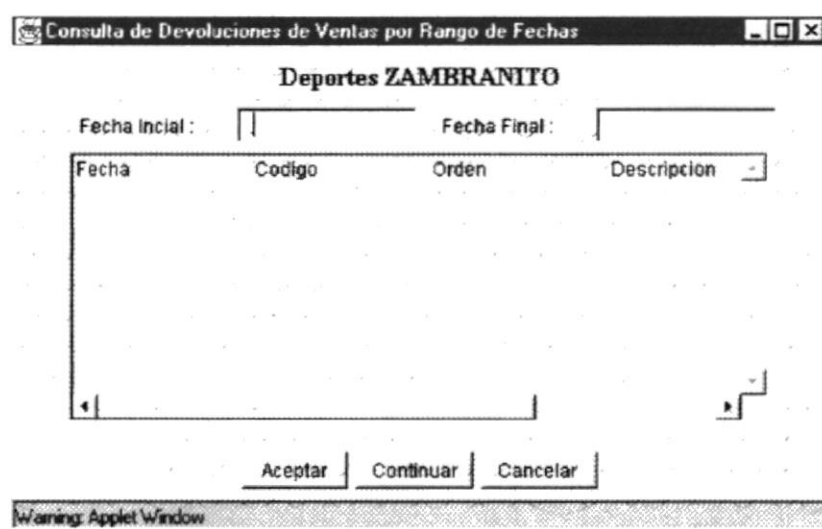 Consulta de Devoluciones de Ventas por Rango de Fechas
Deportes ZAMBRANITO
Fecha Incial : Fecha Final :
Fecha Codigo Orden Descripcion
Aceptar Continuar Cancelar
Warning: Applet Window